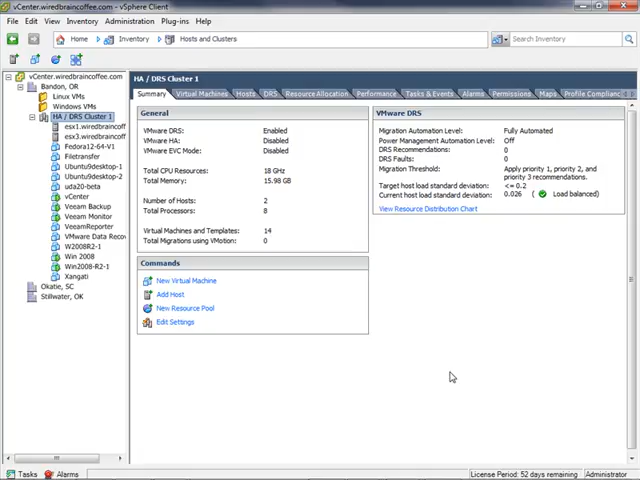 vCenter.wiredbraincoffee.com - vSphere Client
File Edit View Inventory Administration Plug-ins Help
Home Inventory Hosts and Clusters
Search Inventory
vCenter.wiredbraincoffee.com
Bandon, OR
Linux VMs
Windows VMs
HA / DRS Cluster 1
esx1.wiredbraincoff
esx3.wiredbraincoff
Fedora12-64-V1
Filetransfer
Ubuntu9desktop-1
Ubuntu9desktop-2
uda20-beta
vCenter
Veeam Backup
Veeam Monitor
VeeamReporter
VMware Data Reco
W2008R2-1
Win 2008
Win2008-R2-1
Xangati
Okatie, SC
Stillwater, OK
HA / DRS Cluster 1
Summary Virtual Machines Hosts DRS Resource Allocation Performance Tasks & Events Alarms Permissions Maps Profile Complianc
General
VMware DRS: Enabled
VMware HA: Disabled
VMware EVC Mode: Disabled
Total CPU Resources: 18 GHz
Total Memory: 15.98 GB
Number of Hosts: 2
Total Processors: 8
Virtual Machines and Templates: 14
Total Migrations using VMotion: 0
Commands
New Virtual Machine
Add Host
New Resource Pool
Edit Settings
VMware DRS
Migration Automation Level: Fully Automated
Power Management Automation Level: Off
DRS Recommendations: 0
DRS Faults: 0
Migration Threshold: Apply priority 1, priority 2, and
priority 3 recommendations.
Target host load standard deviation: <= 0.2
Current host load standard deviation: 0.026 ( Load balanced)
View Resource Distribution Chart
Tasks Alarms
License Period: 52 days remaining Administrator